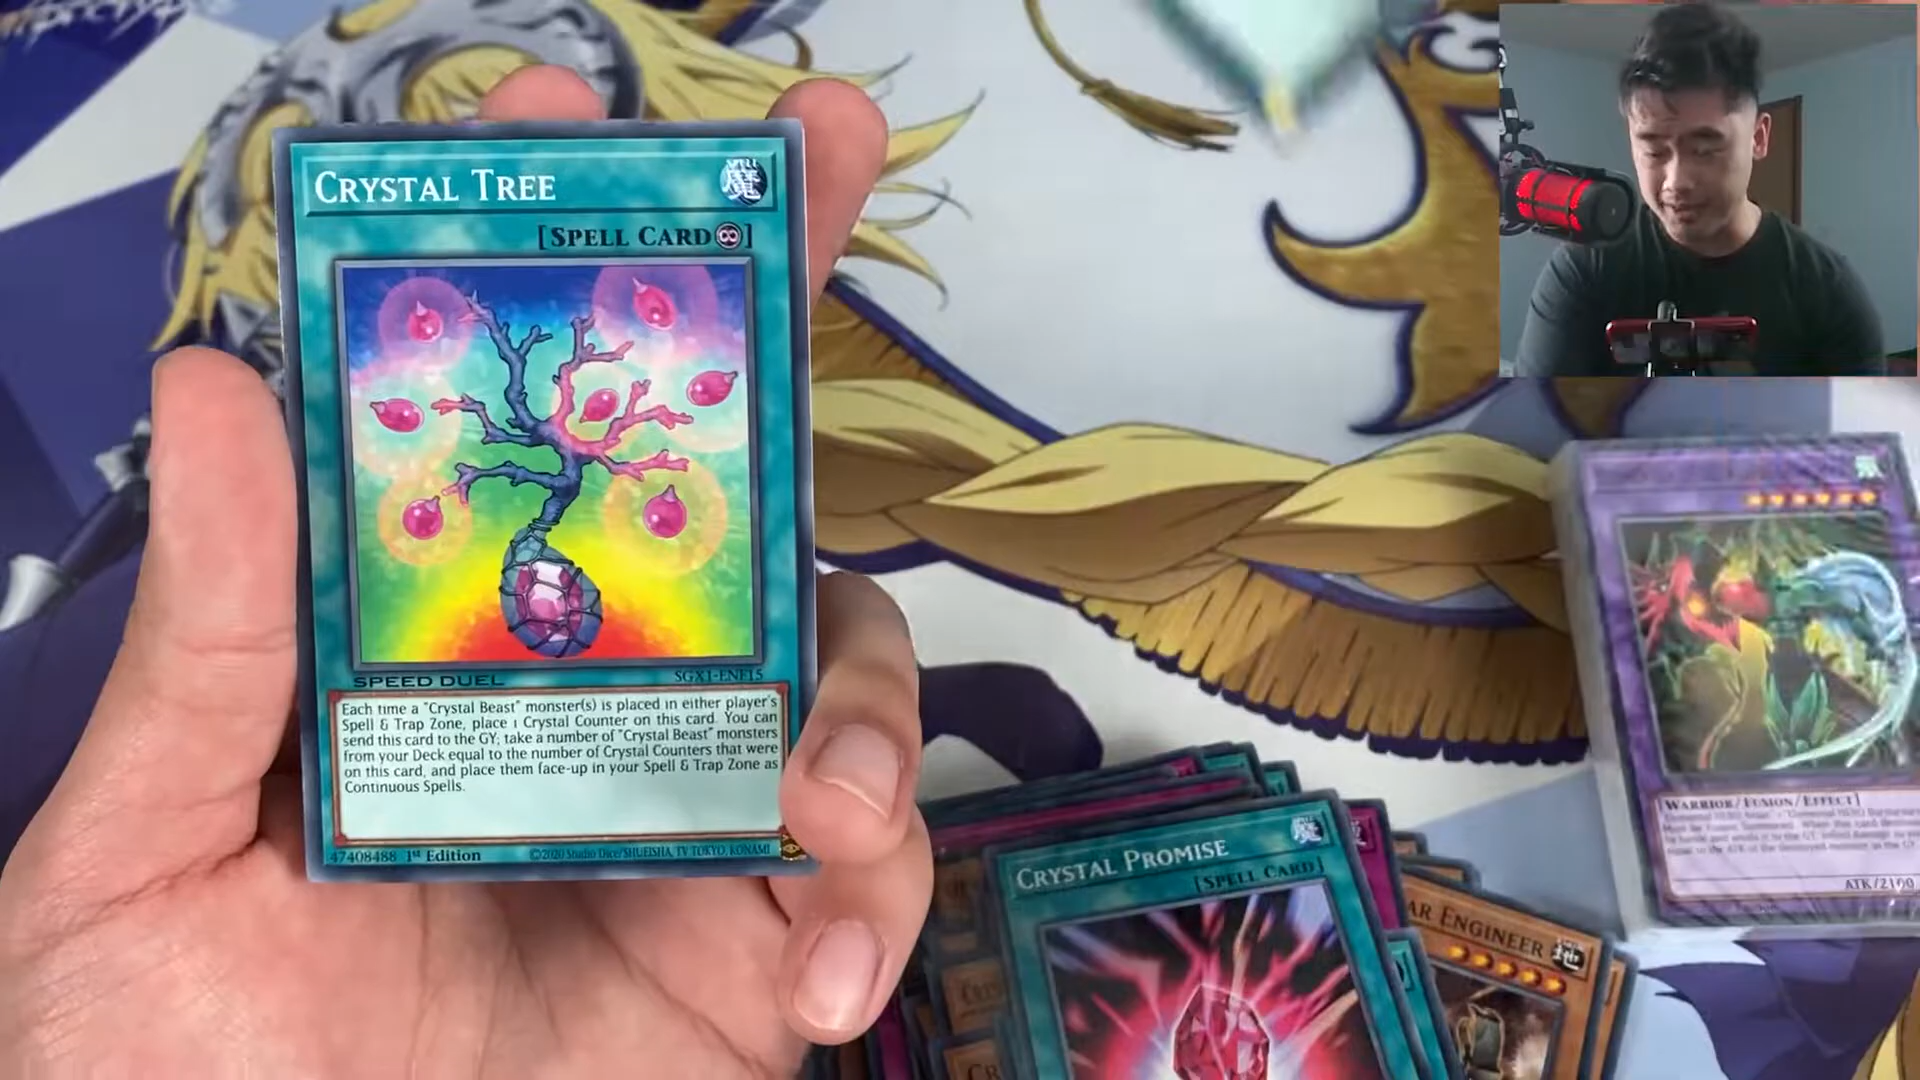 CRYSTAL TREE
[SPELL CARD]
SPEED DUEL
SGX1-ENF15
Each time a "Crystal Beast" monster(s) is placed in either player's
Spell & Trap Zone, place 1 Crystal Counter on this card. You can
send this card to the GY; take a number of "Crystal Beast" monsters
from your Deck equal to the number of Crystal Counters that were
on this card, and place them face-up in your Spell & Trap Zone as
Continuous Spells.
47408488 1st Edition ©2020 Studio Dice/SHUEISHA, TV TOKYO, KONAMI
CRYSTAL PROMISE
[SPELL CARD]
AR ENGINEER
[WARRIOR/FUSION/EFFECT]
ATK/2100